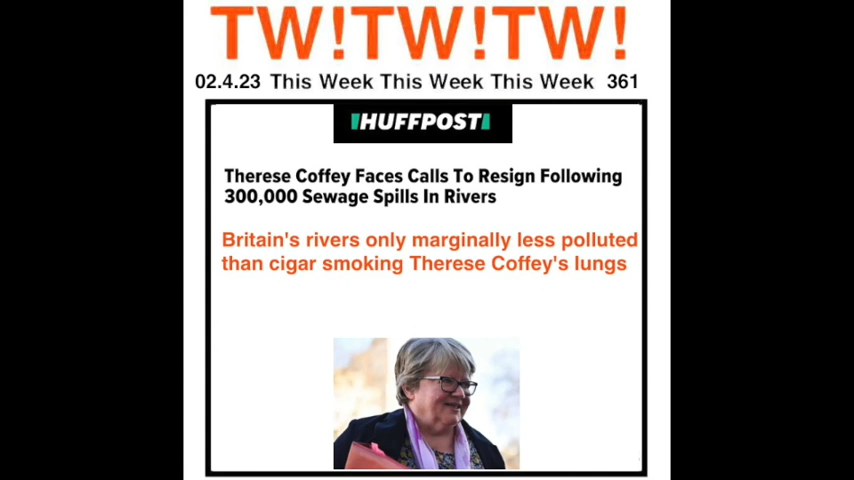 TW!TW!TW!
02.4.23 This Week This Week This Week 361
HUFFPOST
Therese Coffey Faces Calls To Resign Following
300,000 Sewage Spills In Rivers
Britain's rivers only marginally less polluted
than cigar smoking Therese Coffey's lungs